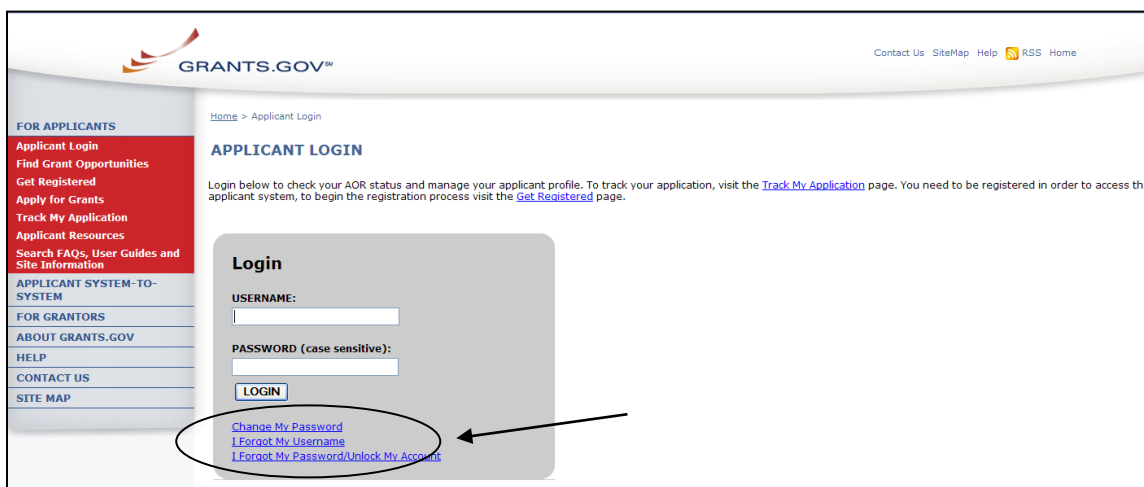 GRANTS.GOV℠
Contact Us SiteMap Help RSS Home
FOR APPLICANTS
Applicant Login
Find Grant Opportunities
Get Registered
Apply for Grants
Track My Application
Applicant Resources
Search FAQs, User Guides and
Site Information
APPLICANT SYSTEM-TO-
SYSTEM
FOR GRANTORS
ABOUT GRANTS.GOV
HELP
CONTACT US
SITE MAP
Home > Applicant Login
APPLICANT LOGIN
Login below to check your AOR status and manage your applicant profile. To track your application, visit the Track My Application page. You need to be registered in order to access th
applicant system, to begin the registration process visit the Get Registered page.
Login
USERNAME:
PASSWORD (case sensitive):
LOGIN
Change My Password
I Forgot My Username
I Forgot My Password/Unlock My Account